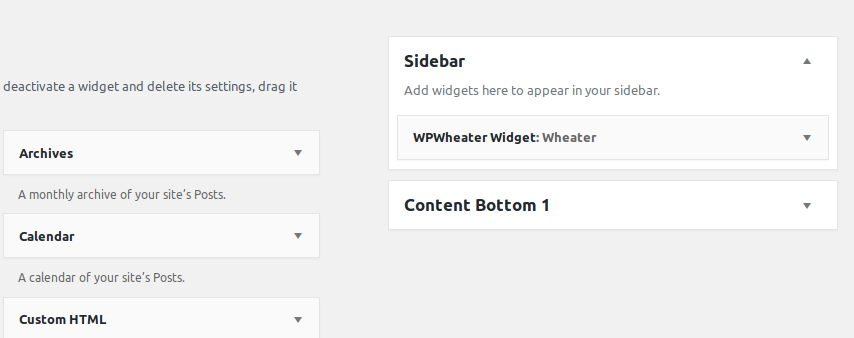 deactivate a widget and delete its settings, drag it
Archives
A monthly archive of your site’s Posts.
Calendar
A calendar of your site’s Posts.
Custom HTML
Sidebar
Add widgets here to appear in your sidebar.
WPWheater Widget: Wheater
Content Bottom 1